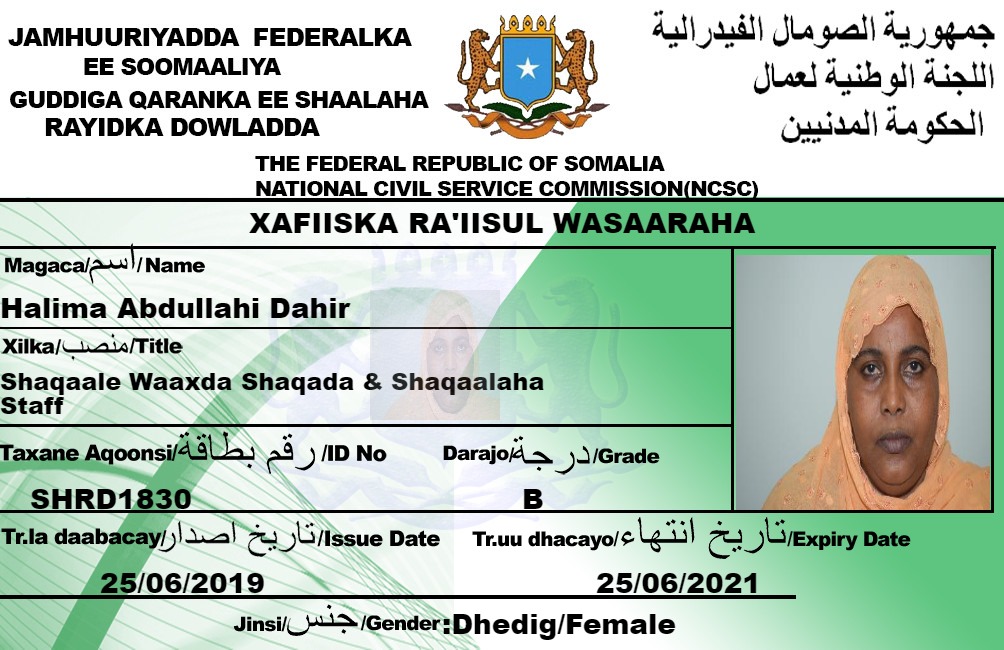 JAMHUURIYADDA FEDERALKA
EE SOOMAALIYA
GUDDIGA QARANKA EE SHAALAHA
RAYIDKA DOWLADDA
جمهورية الصومال الفيدرالية
اللجنة الوطنية لعمال
الحكومة المدنيين
THE FEDERAL REPUBLIC OF SOMALIA
NATIONAL CIVIL SERVICE COMMISSION(NCSC)
XAFIISKA RA'IISUL WASAARAHA
Magaca/اسم/Name
Halima Abdullahi Dahir
Xilka/منصب/Title
Shaqaale Waaxda Shaqada & Shaqaalaha
Staff
Taxane Aqoonsi/رقم بطاقة/ID No
Darajo/درجة/Grade
SHRD1830
B
Tr.la daabacay/تاريخ اصدار/Issue Date
Tr.uu dhacayo/تاريخ انتهاء/Expiry Date
25/06/2019
25/06/2021
Jinsi/جنس/Gender:Dhedig/Female